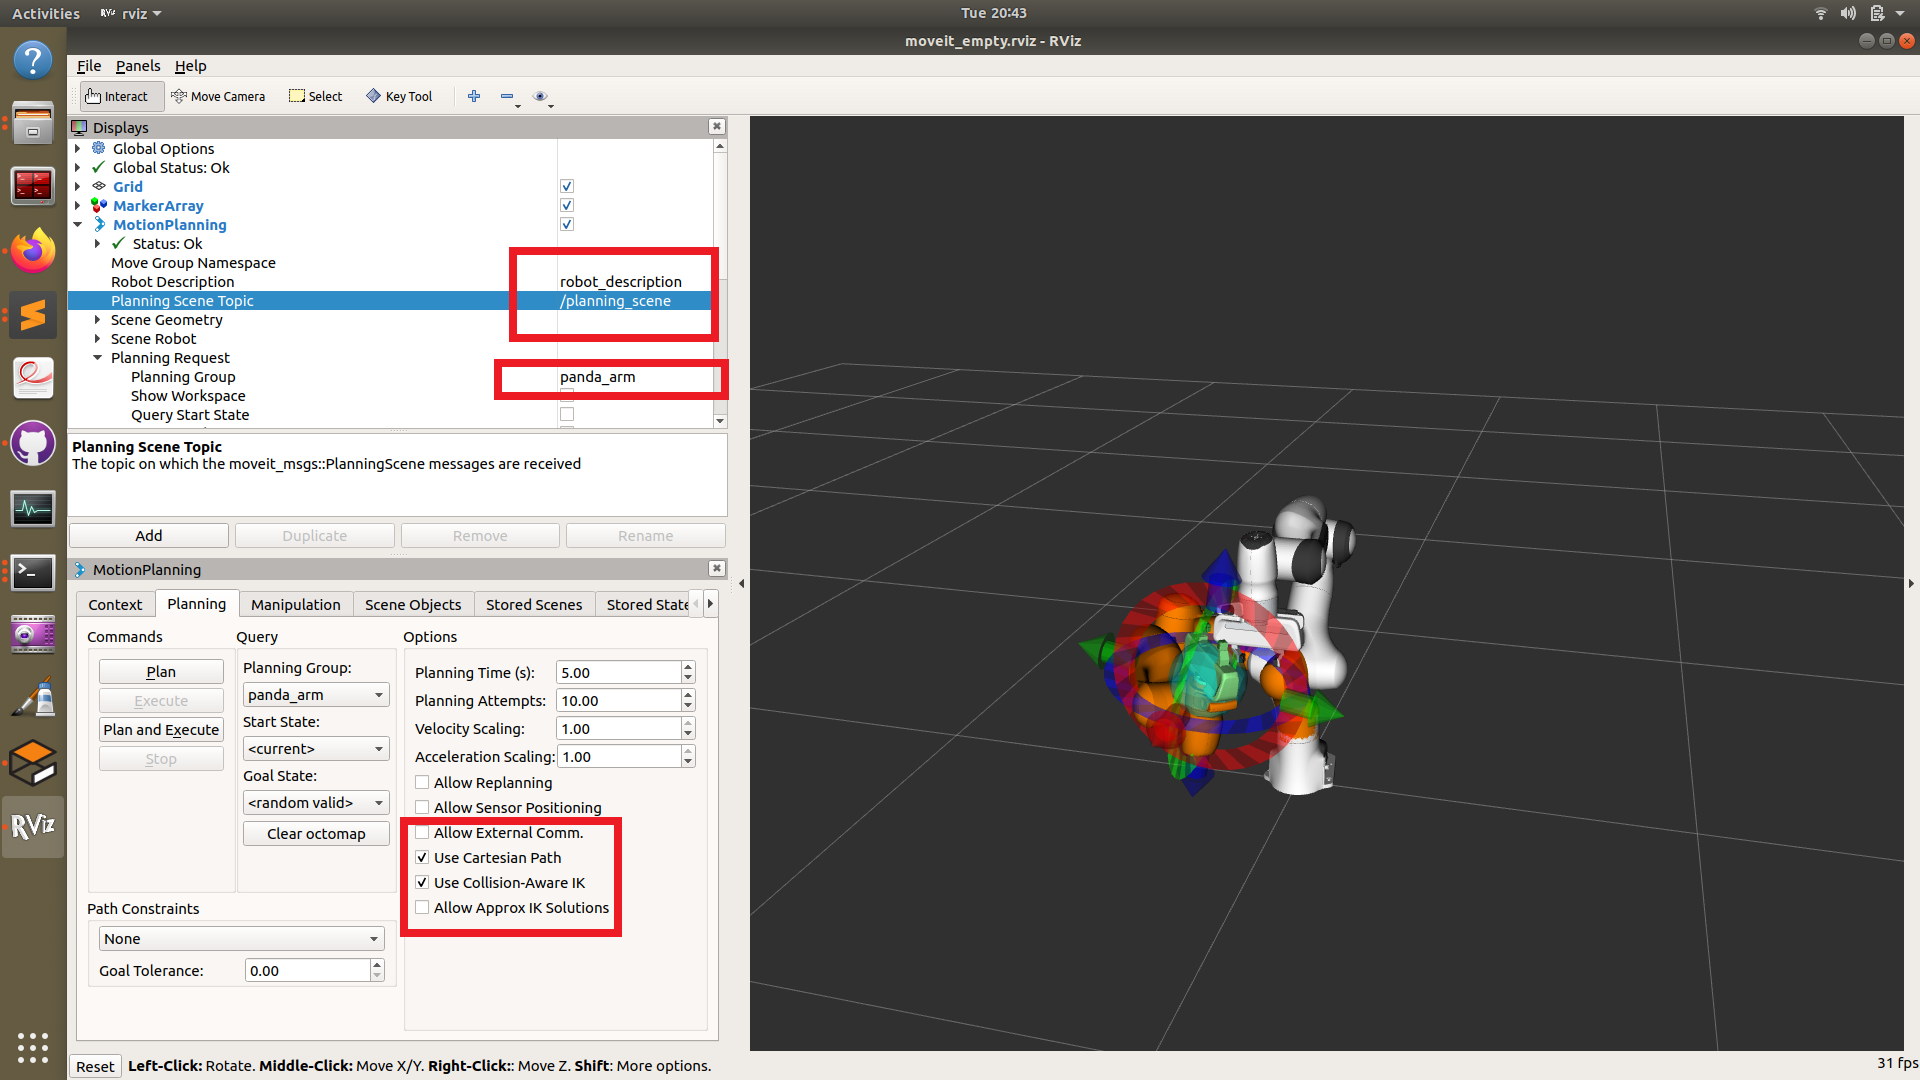 Activities
RViz rviz
Tue 20:43
moveit_empty.rviz - RViz
File Panels Help
Interact Move Camera Select Key Tool
Displays
Global Options
Global Status: Ok
Grid
MarkerArray
MotionPlanning
Status: Ok
Move Group Namespace
Robot Description robot_description
Planning Scene Topic /planning_scene
Scene Geometry
Scene Robot
Planning Request
Planning Group panda_arm
Show Workspace
Query Start State
Planning Scene Topic
The topic on which the moveit_msgs::PlanningScene messages are received
Add Duplicate Remove Rename
MotionPlanning
Context Planning Manipulation Scene Objects Stored Scenes Stored State
Commands Query Options
Plan
Execute
Plan and Execute
Stop
Planning Group:
panda_arm
Start State:
<current>
Goal State:
<random valid>
Clear octomap
Planning Time (s): 5.00
Planning Attempts: 10.00
Velocity Scaling: 1.00
Acceleration Scaling: 1.00
Allow Replanning
Allow Sensor Positioning
Allow External Comm.
Use Cartesian Path
Use Collision-Aware IK
Allow Approx IK Solutions
Path Constraints
None
Goal Tolerance: 0.00
RViz
Reset Left-Click: Rotate. Middle-Click: Move X/Y. Right-Click:: Move Z. Shift: More options.
31 fps